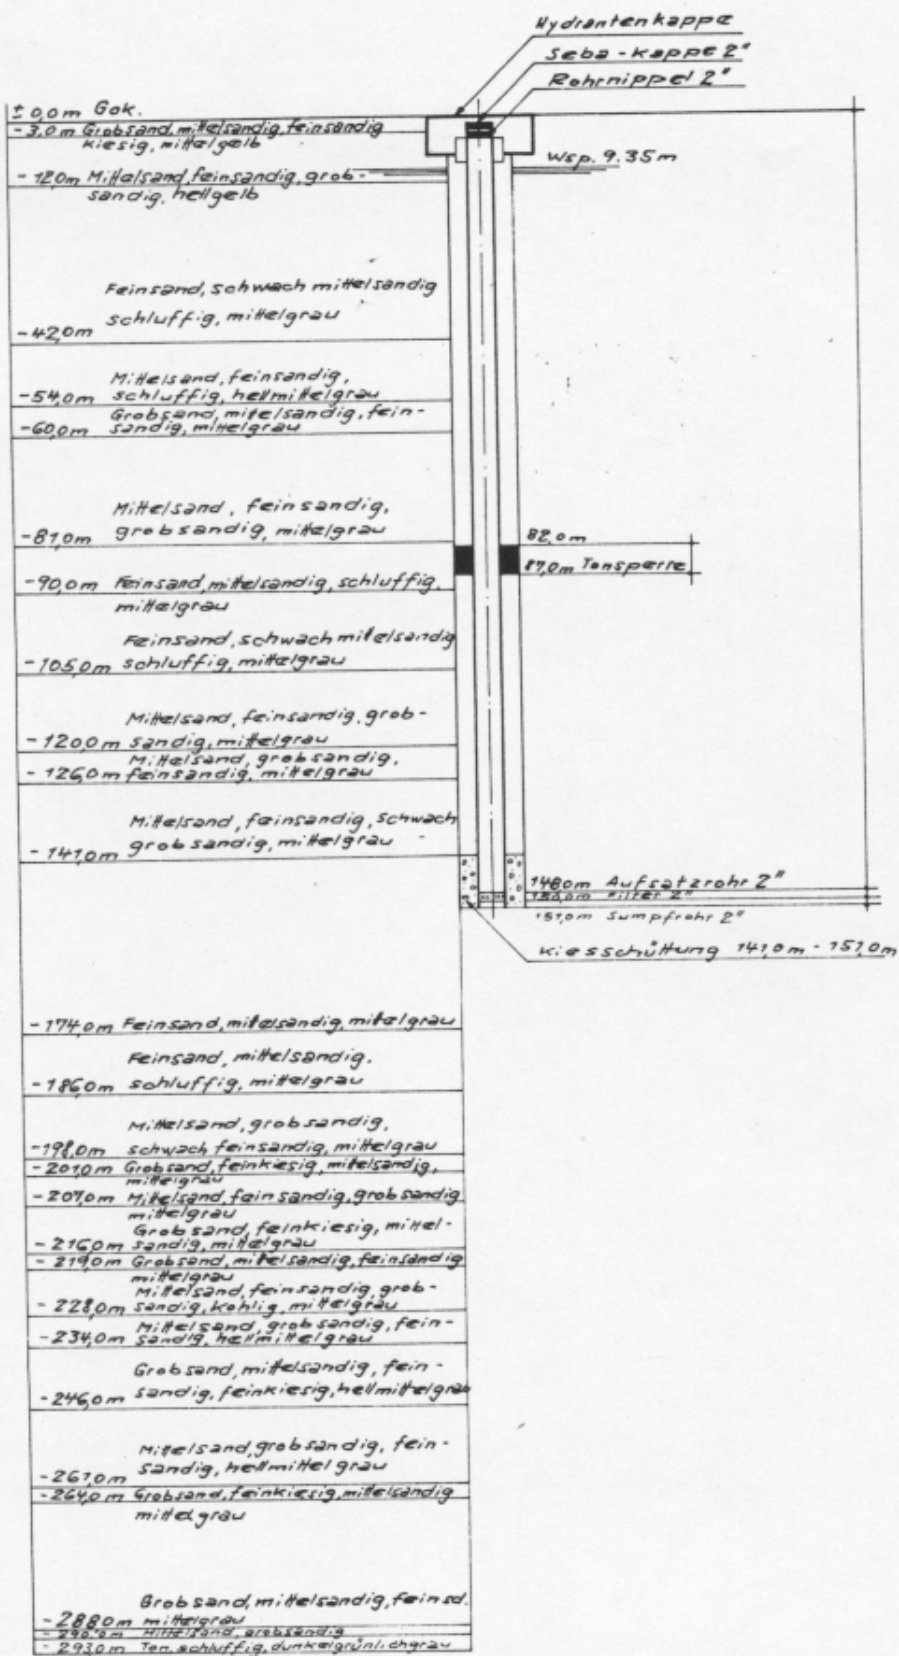 Hydrantenkappe
Seba-Kappe 2"
Rohrnippel 2"
± 0,0m Gok.
-3,0m Grobsand, mittelsandig, feinsandig
kiesig, mittelgelb
Wsp. 9.35m
-12,0m Mittelsand, feinsandig, grob-
sandig, hellgelb
Feinsand, schwach mittelsandig
schluffig, mittelgrau
-42,0m
Mittelsand, feinsandig,
schluffig, hellmittelgrau
-54,0m
Grobsand, mittelsandig, fein-
-60,0m sandig, mittelgrau
Mittelsand, feinsandig,
grobsandig, mittelgrau
-81,0m
82,0m
87,0m Tonsperre
-90,0m Feinsand, mittelsandig, schluffig,
mittelgrau
Feinsand, schwach mittelsandig
-105,0m schluffig, mittelgrau
Mittelsand, feinsandig, grob-
-120,0m sandig, mittelgrau
Mittelsand, grobsandig,
-126,0m feinsandig, mittelgrau
Mittelsand, feinsandig, schwach
grobsandig, mittelgrau
-141,0m
148,0m Aufsatzrohr 2"
150,0m Filter 2"
151,0m Sumpfrohr 2"
Kiesschüttung 141,0m - 151,0m
-174,0m Feinsand, mittelsandig, mittelgrau
Feinsand, mittelsandig,
-186,0m schluffig, mittelgrau
Mittelsand, grobsandig,
-198,0m schwach feinsandig, mittelgrau
-201,0m Grobsand, feinkiesig, mittelsandig,
mittelgrau
-207,0m Mittelsand, feinsandig, grobsandig
mittelgrau
Grobsand, feinkiesig, mittel-
-216,0m sandig, mittelgrau
-219,0m Grobsand, mittelsandig, feinsandig
mittelgrau
Mittelsand, feinsandig, grob-
-228,0m sandig, kohlig, mittelgrau
Mittelsand, grobsandig, fein-
-234,0m sandig, hellmittelgrau
Grobsand, mittelsandig, fein-
-246,0m sandig, feinkiesig, hellmittelgrau
Mittelsand, grobsandig, fein-
sandig, hellmittelgrau
-261,0m
-264,0m Grobsand, feinkiesig, mittelsandig
mittelgrau
Grobsand, mittelsandig, feinsd.
-288,0m mittelgrau
-290,0m Mittelsand, grobsandig
-293,0m Ton, schluffig, dunkelgrünlichgrau